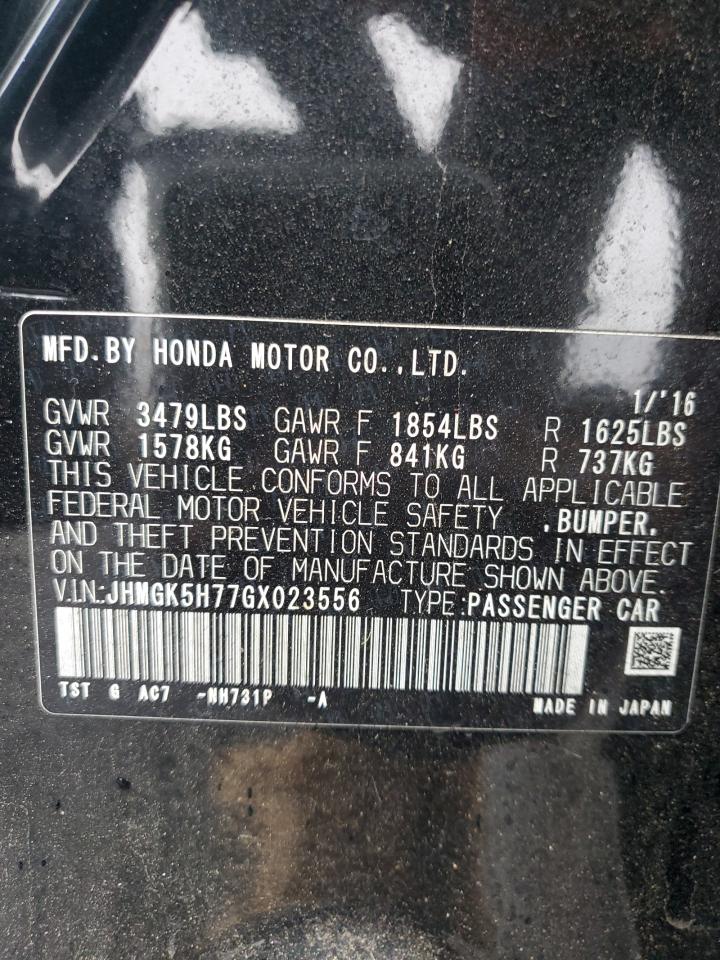 MFD.BY HONDA MOTOR CO.,LTD.
1/'16
GVWR 3479LBS GAWR F 1854LBS R 1625LBS
GVWR 1578KG GAWR F 841KG R 737KG
THIS VEHICLE CONFORMS TO ALL APPLICABLE
FEDERAL MOTOR VEHICLE SAFETY ,BUMPER,
AND THEFT PREVENTION STANDARDS IN EFFECT
ON THE DATE OF MANUFACTURE SHOWN ABOVE.
V.I.N.:JHMGK5H77GX023556 TYPE:PASSENGER CAR
TST G AC7 -NH731P -A MADE IN JAPAN